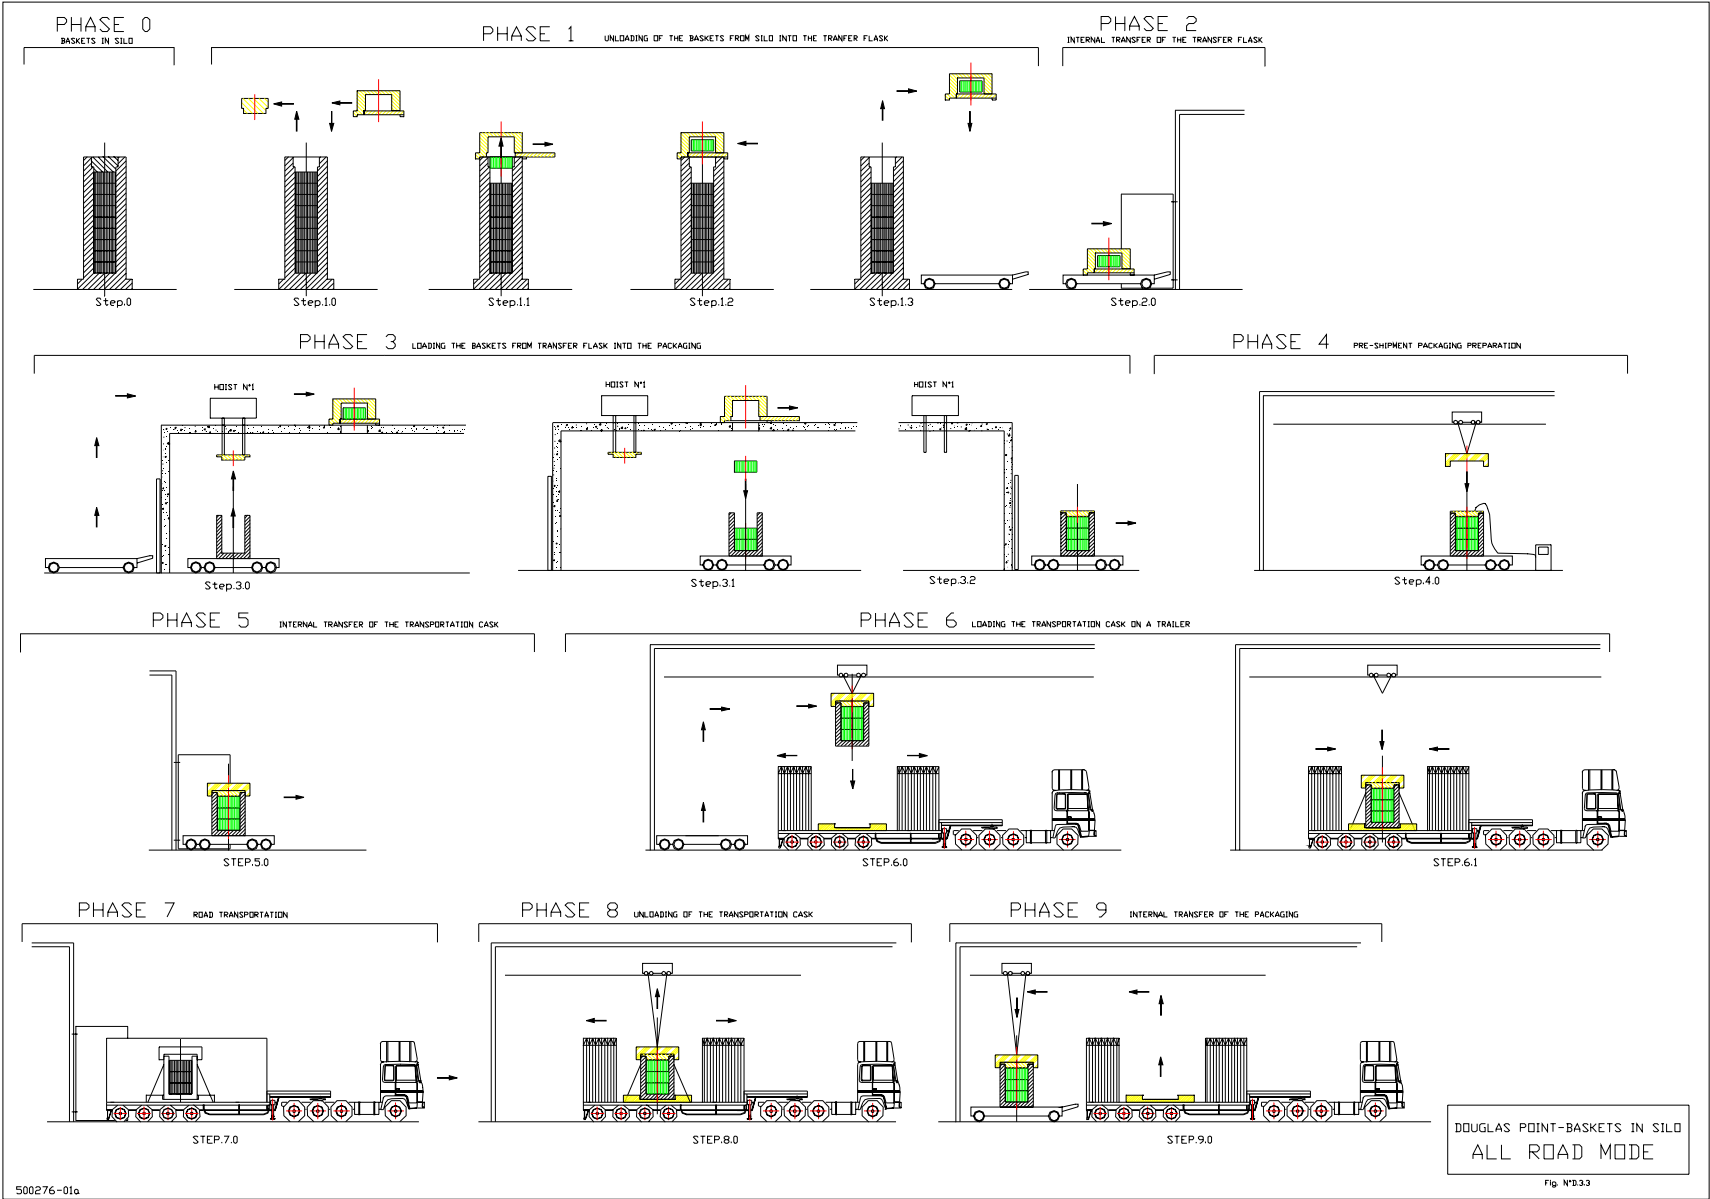 PHASE 0
BASKETS IN SILO
PHASE 1 UNLOADING OF THE BASKETS FROM SILO INTO THE TRANFER FLASK
PHASE 2
INTERNAL TRANSFER OF THE TRANSFER FLASK
Step.0
Step.1.0
Step.1.1
Step.1.2
Step.1.3
Step.2.0
PHASE 3 LOADING THE BASKETS FROM TRANSFER FLASK INTO THE PACKAGING
PHASE 4 PRE-SHIPMENT PACKAGING PREPARATION
HOIST N°1
HOIST N°1
HOIST N°1
Step.3.0
Step.3.1
Step.3.2
Step.4.0
PHASE 5 INTERNAL TRANSFER OF THE TRANSPORTATION CASK
PHASE 6 LOADING THE TRANSPORTATION CASK ON A TRAILER
STEP.5.0
STEP.6.0
STEP.6.1
PHASE 7 ROAD TRANSPORTATION
PHASE 8 UNLOADING OF THE TRANSPORTATION CASK
PHASE 9 INTERNAL TRANSFER OF THE PACKAGING
STEP.7.0
STEP.8.0
STEP.9.0
DOUGLAS POINT-BASKETS IN SILO
ALL ROAD MODE
Fig. N°D.3.3
500276-01a